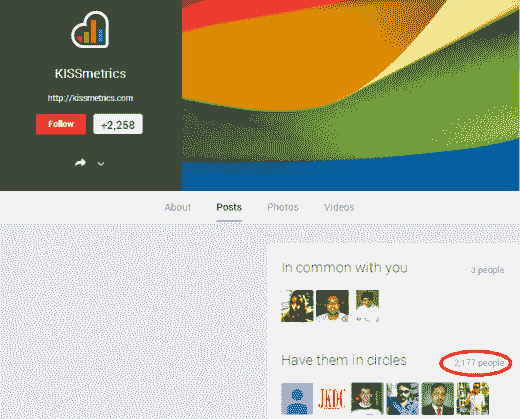 KISSmetrics
http://kissmetrics.com
Follow +2,258
About Posts Photos Videos
In common with you 3 people
Have them in circles 2,177 people